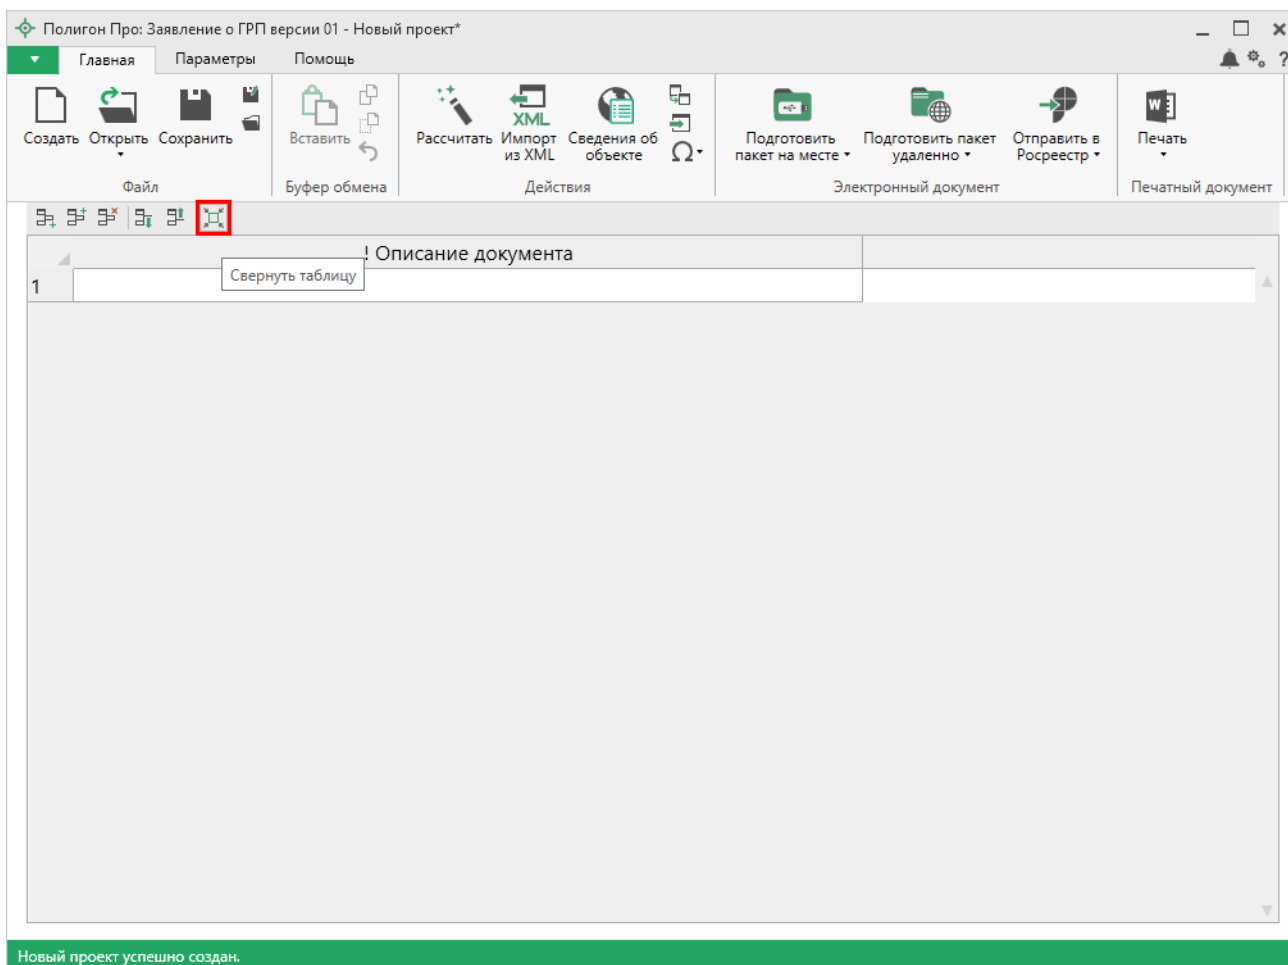 Полигон Про: Заявление о ГРП версии 01 - Новый проект*
Главная Параметры Помощь
?
XML
W
Создать Открыть Сохранить Вставить Рассчитать Импорт из XML Сведения об объекте Подготовить пакет на месте Подготовить пакет удаленно Отправить в Росреестр Печать
Ω
Файл Буфер обмена Действия Электронный документ Печатный документ
! Описание документа
Свернуть таблицу
1
Новый проект успешно создан.